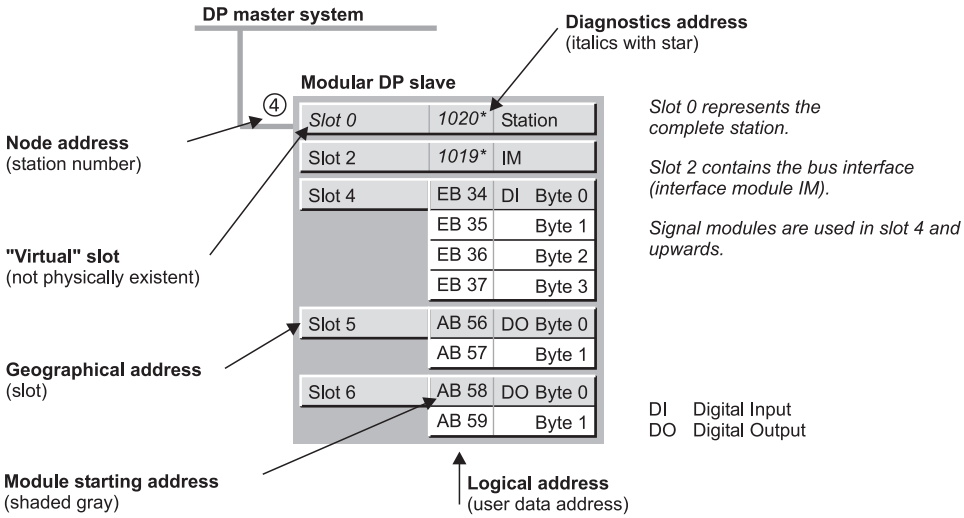 DP master system
Diagnostics address
(italics with star)
Modular DP slave
④
Node address
(station number)
"Virtual" slot
(not physically existent)
Geographical address
(slot)
Module starting address
(shaded gray)
Slot 0 1020* Station
Slot 2 1019* IM
Slot 4 EB 34 DI Byte 0
EB 35 Byte 1
EB 36 Byte 2
EB 37 Byte 3
Slot 5 AB 56 DO Byte 0
AB 57 Byte 1
Slot 6 AB 58 DO Byte 0
AB 59 Byte 1
Logical address
(user data address)
Slot 0 represents the
complete station.
Slot 2 contains the bus interface
(interface module IM).
Signal modules are used in slot 4 and
upwards.
DI Digital Input
DO Digital Output